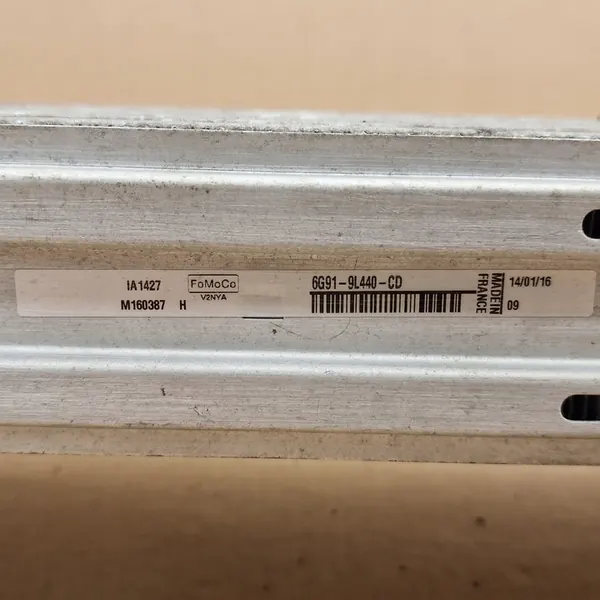 IA1427
M160387 H
FoMoCo
V2NYA
6G91-9L440-CD
MADE IN
FRANCE
14/01/16
09